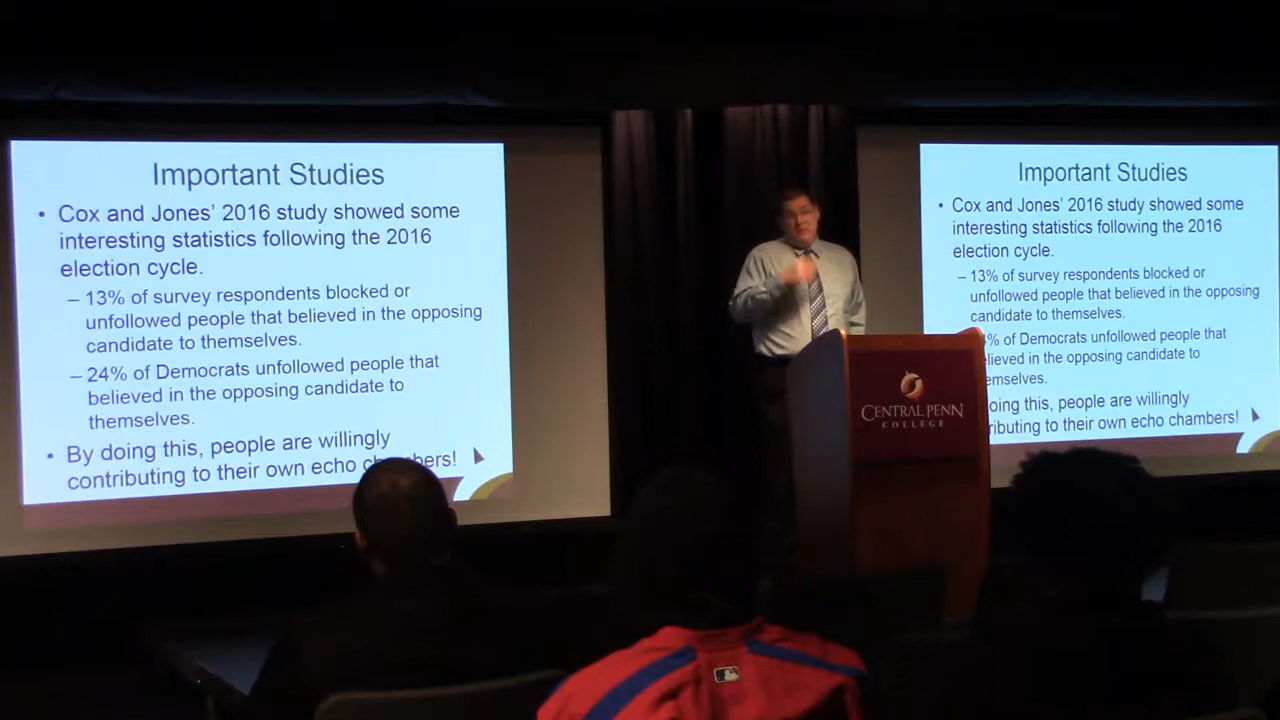 Important Studies
• Cox and Jones' 2016 study showed some
interesting statistics following the 2016
election cycle.
– 13% of survey respondents blocked or
unfollowed people that believed in the opposing
candidate to themselves.
– 24% of Democrats unfollowed people that
believed in the opposing candidate to
themselves.
• By doing this, people are willingly
contributing to their own echo chambers!
Important Studies
• Cox and Jones' 2016 study showed some
interesting statistics following the 2016
election cycle.
– 13% of survey respondents blocked or
unfollowed people that believed in the opposing
candidate to themselves.
4% of Democrats unfollowed people that
lieved in the opposing candidate to
emselves.
oing this, people are willingly
ributing to their own echo chambers!
CENTRAL PENN
COLLEGE